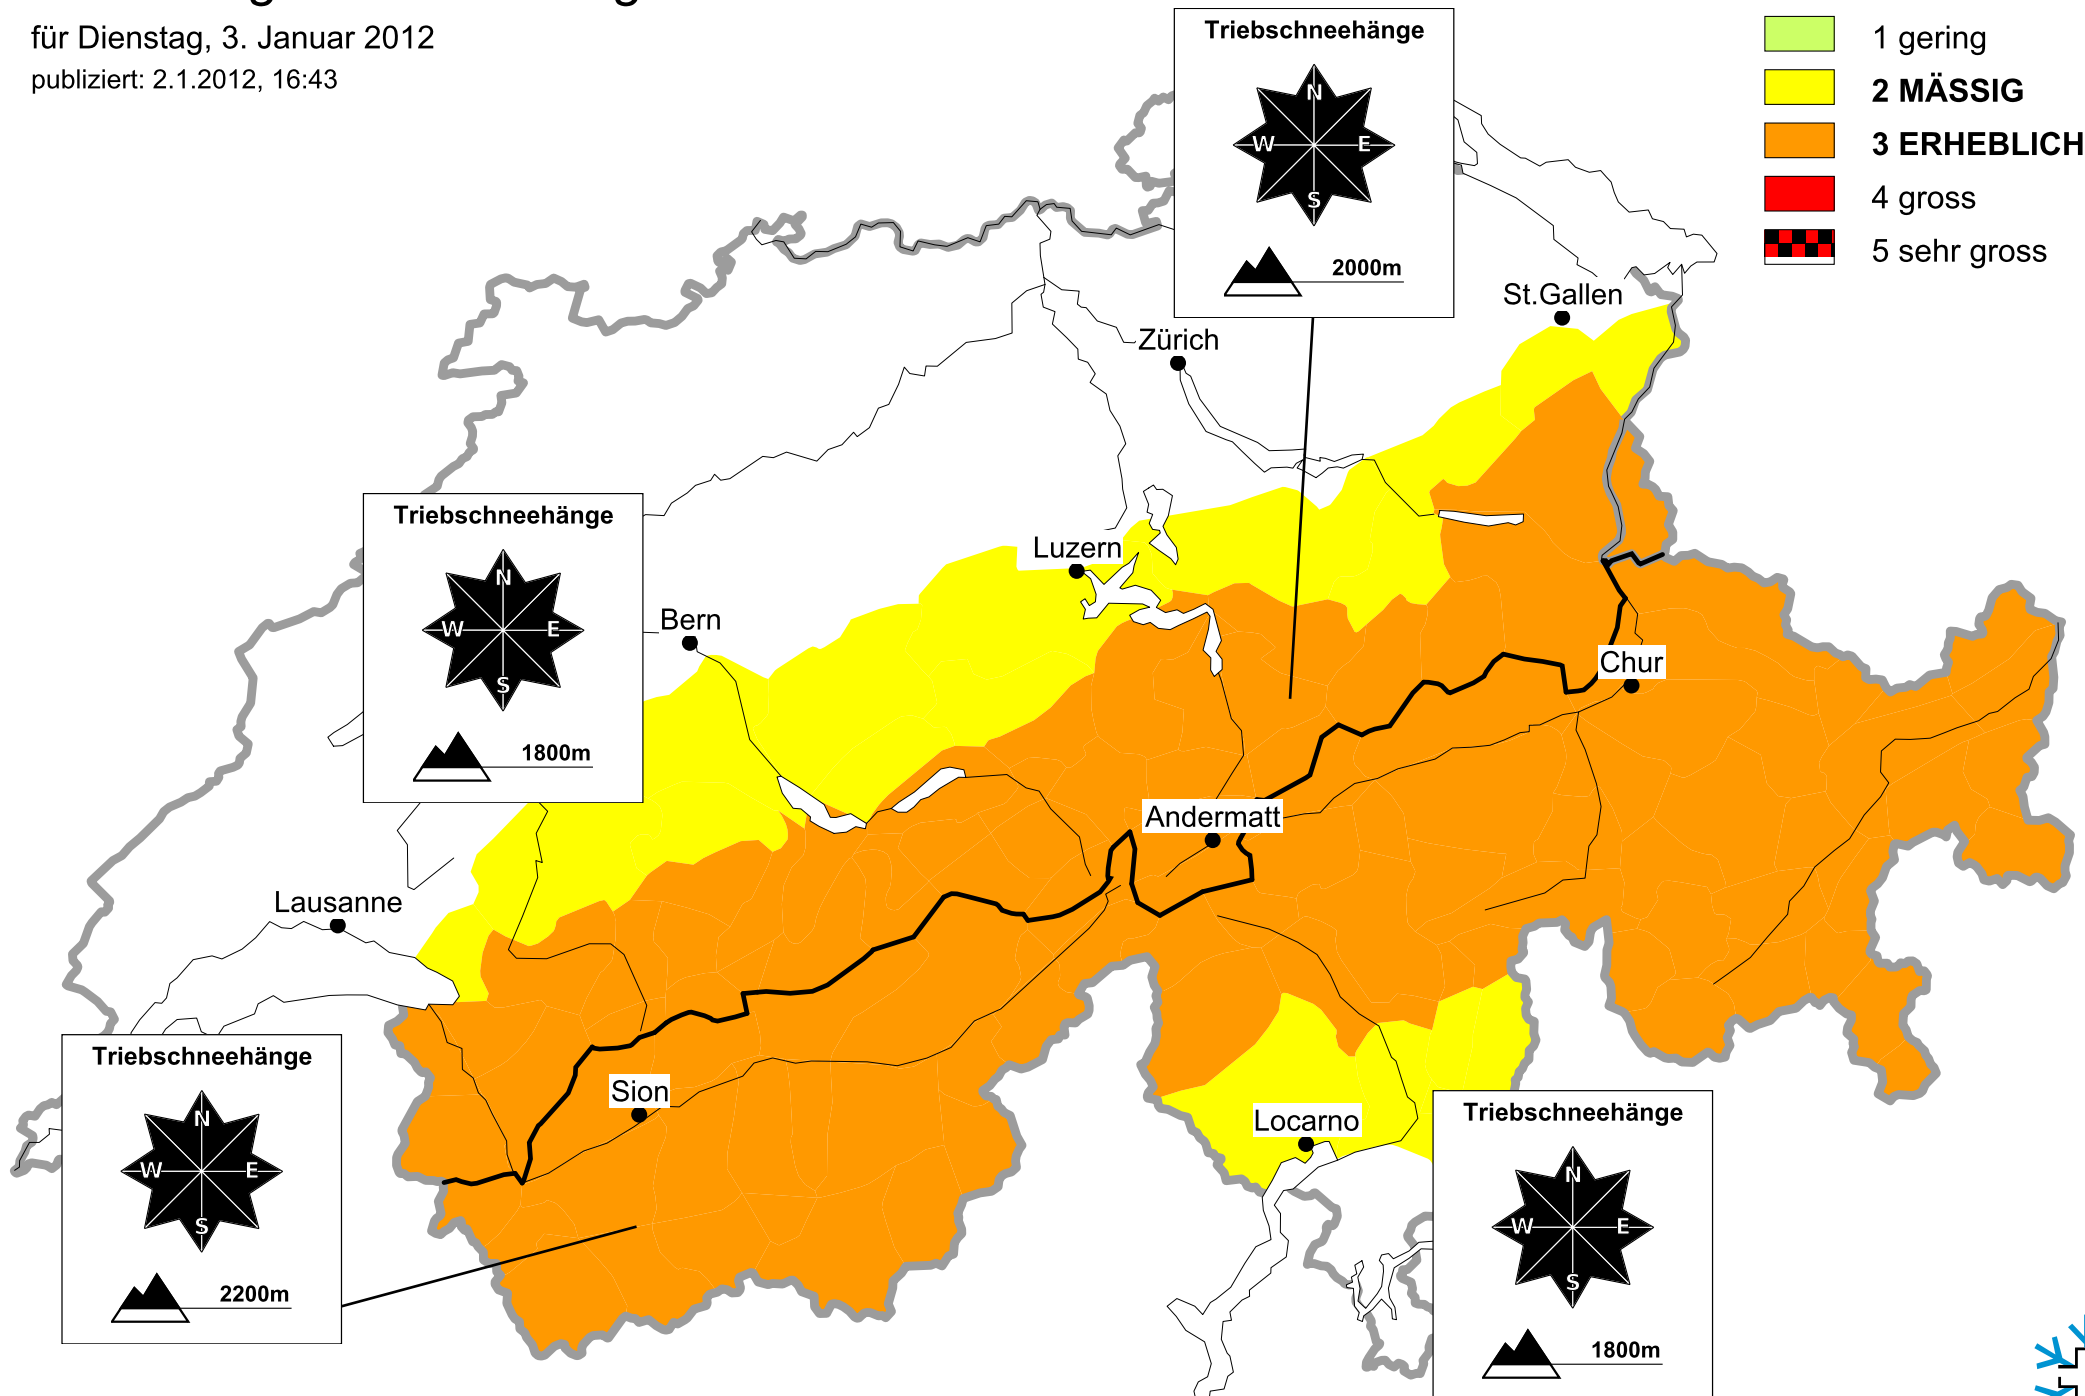 für Dienstag, 3. Januar 2012
publiziert: 2.1.2012, 16:43
1 gering
2 MÄSSIG
3 ERHEBLICH
4 gross
5 sehr gross
Triebschneehänge
N
W E
S
2000m
St.Gallen
Zürich
Triebschneehänge
N
W E
S
1800m
Luzern
Bern
Chur
Andermatt
Lausanne
Triebschneehänge
N
W E
S
2200m
Sion
Locarno
Triebschneehänge
N
W E
S
1800m